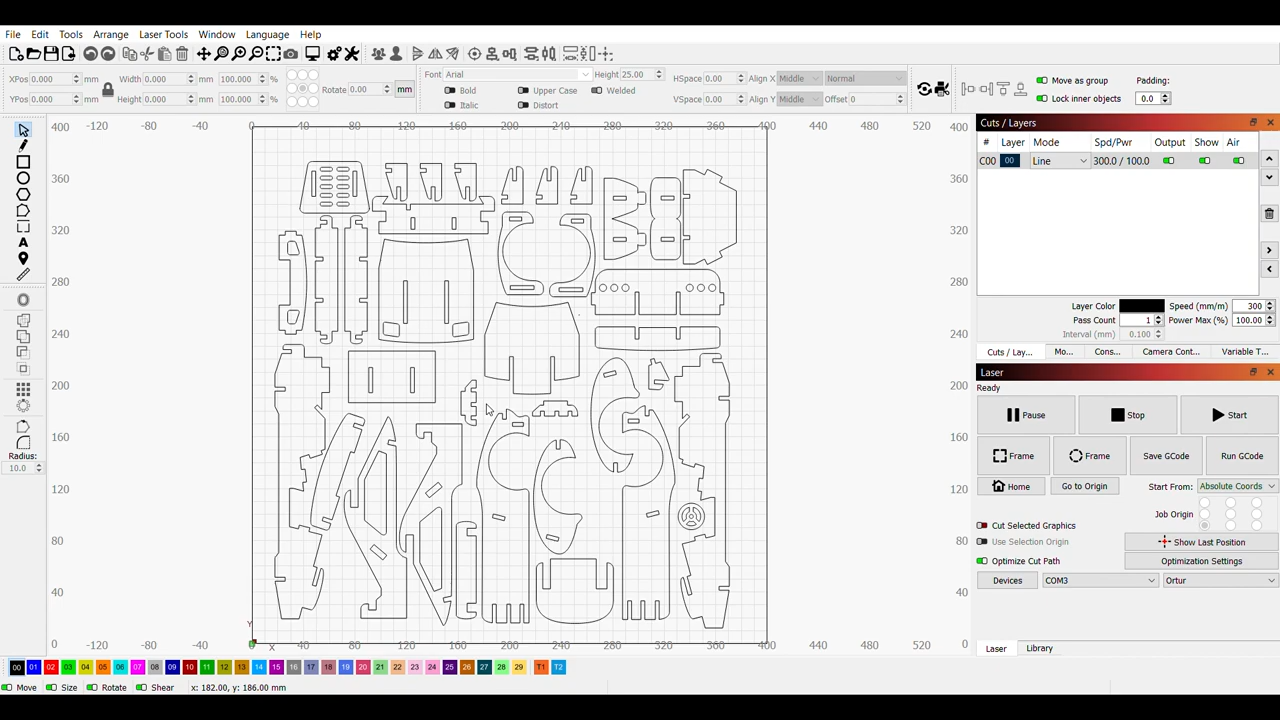 File Edit Tools Arrange Laser Tools Window Language Help
XPos 0.000 mm Width 0.000 mm 100.000 % Rotate 0.00 mm Font Arial Height 25.00 HSpace 0.00 Align X Middle Normal Move as group Padding:
YPos 0.000 mm Height 0.000 mm 100.000 % Bold Upper Case Welded VSpace 0.00 Align Y Middle Offset 0 Lock inner objects 0.0
Italic Distort
400 -120 -80 -40 0 40 80 120 160 200 240 280 320 360 400 440 480 520 400
360 360
320 320
280 280
240 240
200 200
160 160
120 120
80 80
40 40
0 -120 -80 -40 0 40 80 120 160 200 240 280 320 360 400 440 480 520 0
Y
X
Radius:
10.0
Cuts / Layers
# Layer Mode Spd/Pwr Output Show Air
C00 00 Line 300.0 / 100.0
Layer Color Speed (mm/m) 300
Pass Count 1 Power Max (%) 100.00
Interval (mm) 0.100
Cuts / Lay... Mo... Cons... Camera Cont... Variable T...
Laser
Ready
Pause Stop Start
Frame Frame Save GCode Run GCode
Home Go to Origin Start From: Absolute Coords
Job Origin
Cut Selected Graphics
Use Selection Origin Show Last Position
Optimize Cut Path Optimization Settings
Devices COM3 Ortur
Laser Library
00 01 02 03 04 05 06 07 08 09 10 11 12 13 14 15 16 17 18 19 20 21 22 23 24 25 26 27 28 29 T1 T2
Move Size Rotate Shear x: 182.00, y: 186.00 mm